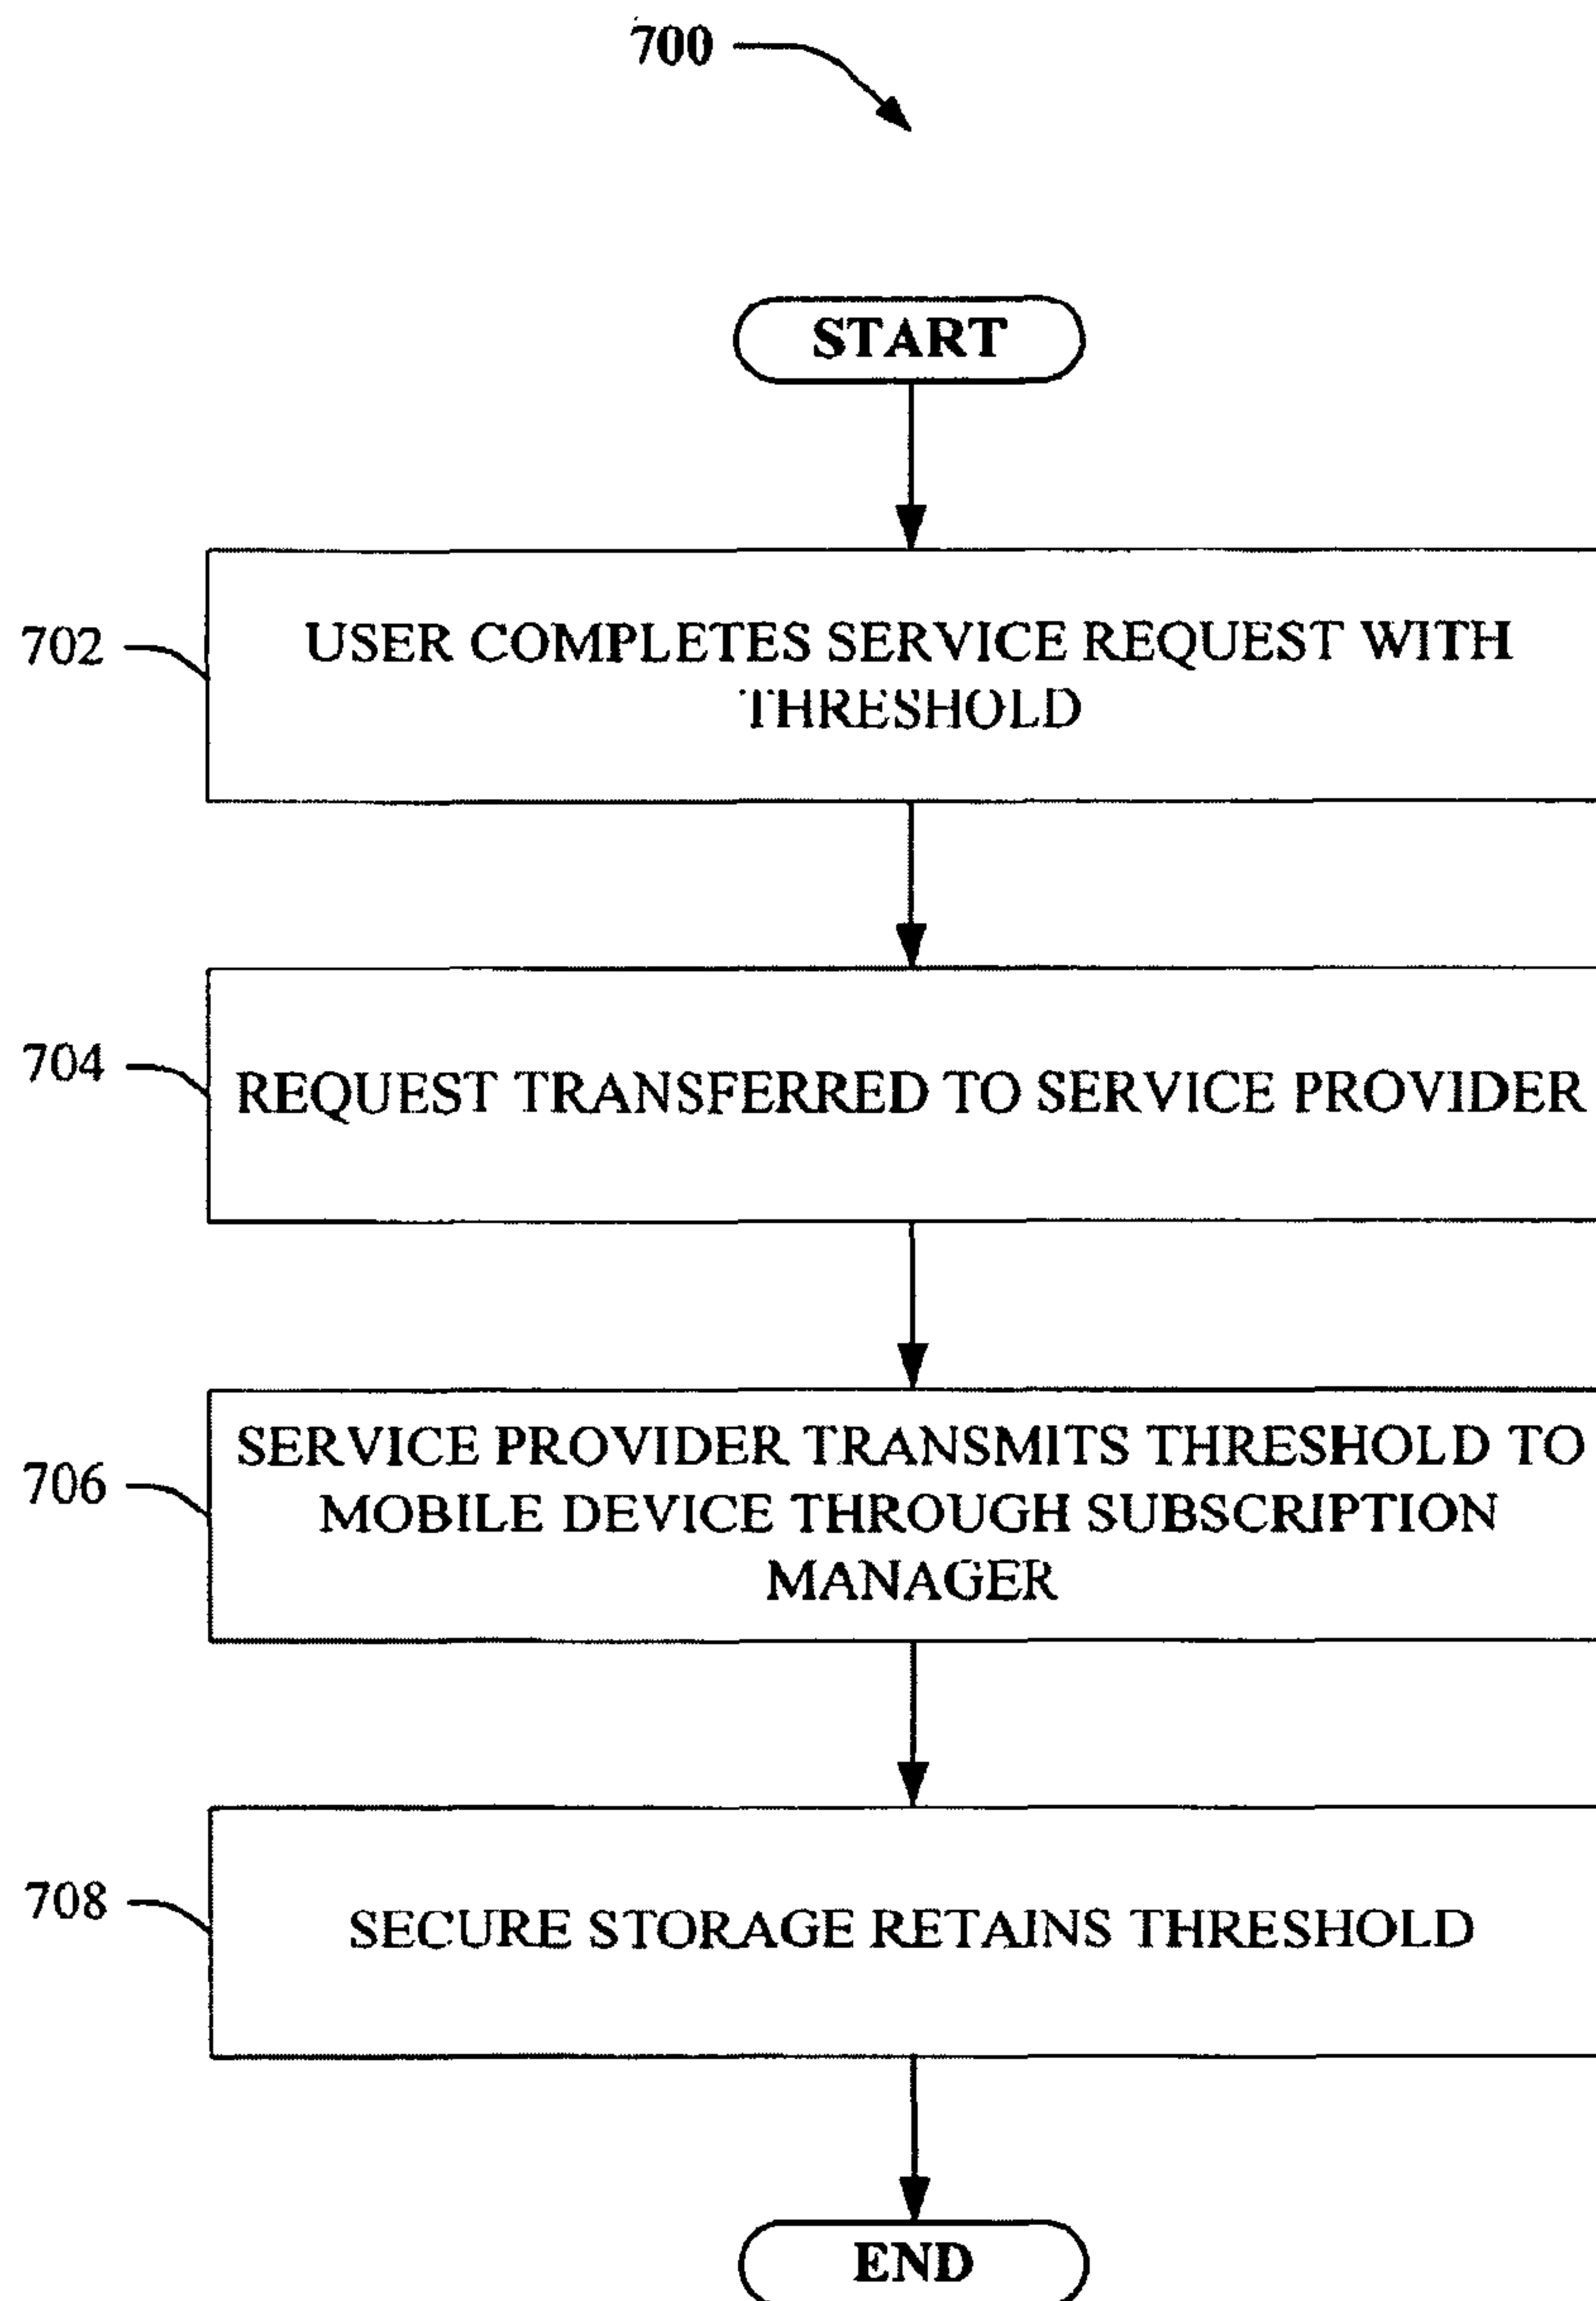 700
START
702
USER COMPLETES SERVICE REQUEST WITH
THRESHOLD
704
REQUEST TRANSFERRED TO SERVICE PROVIDER
706
SERVICE PROVIDER TRANSMITS THRESHOLD TO
MOBILE DEVICE THROUGH SUBSCRIPTION
MANAGER
708
SECURE STORAGE RETAINS THRESHOLD
END